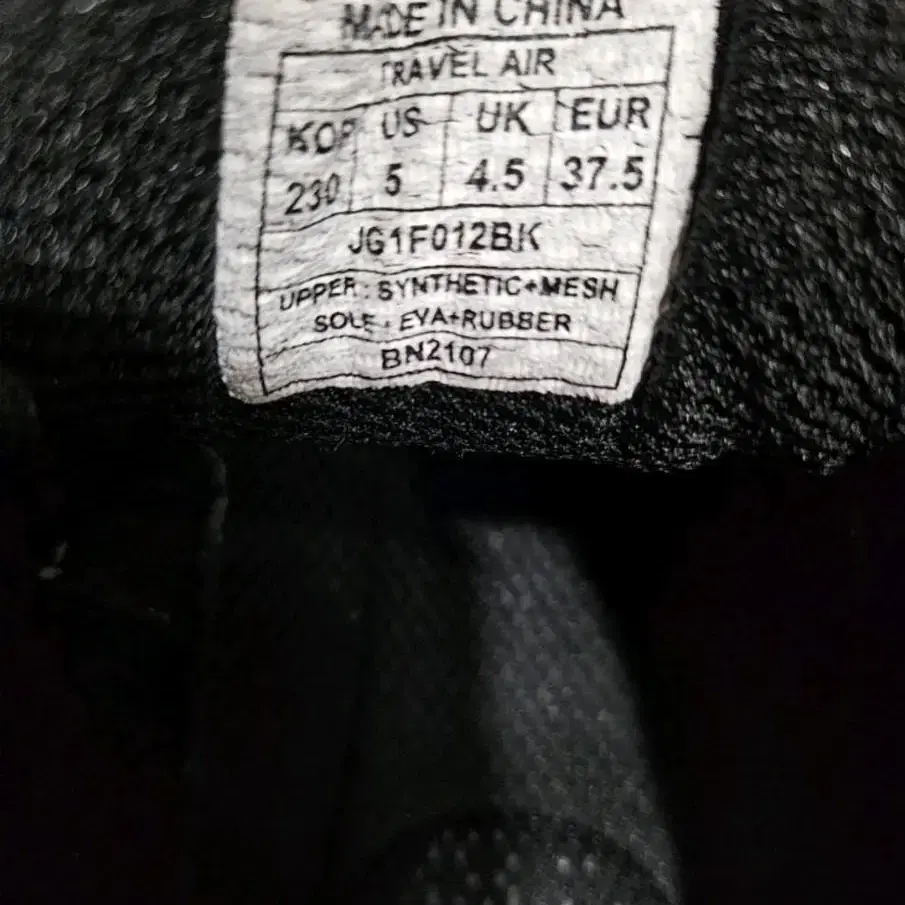 MADE IN CHINA
TRAVEL AIR
KOR US UK EUR
230 5 4.5 37.5
JG1F012BK
UPPER : SYNTHETIC+MESH
SOLE : EVA+RUBBER
BN2107